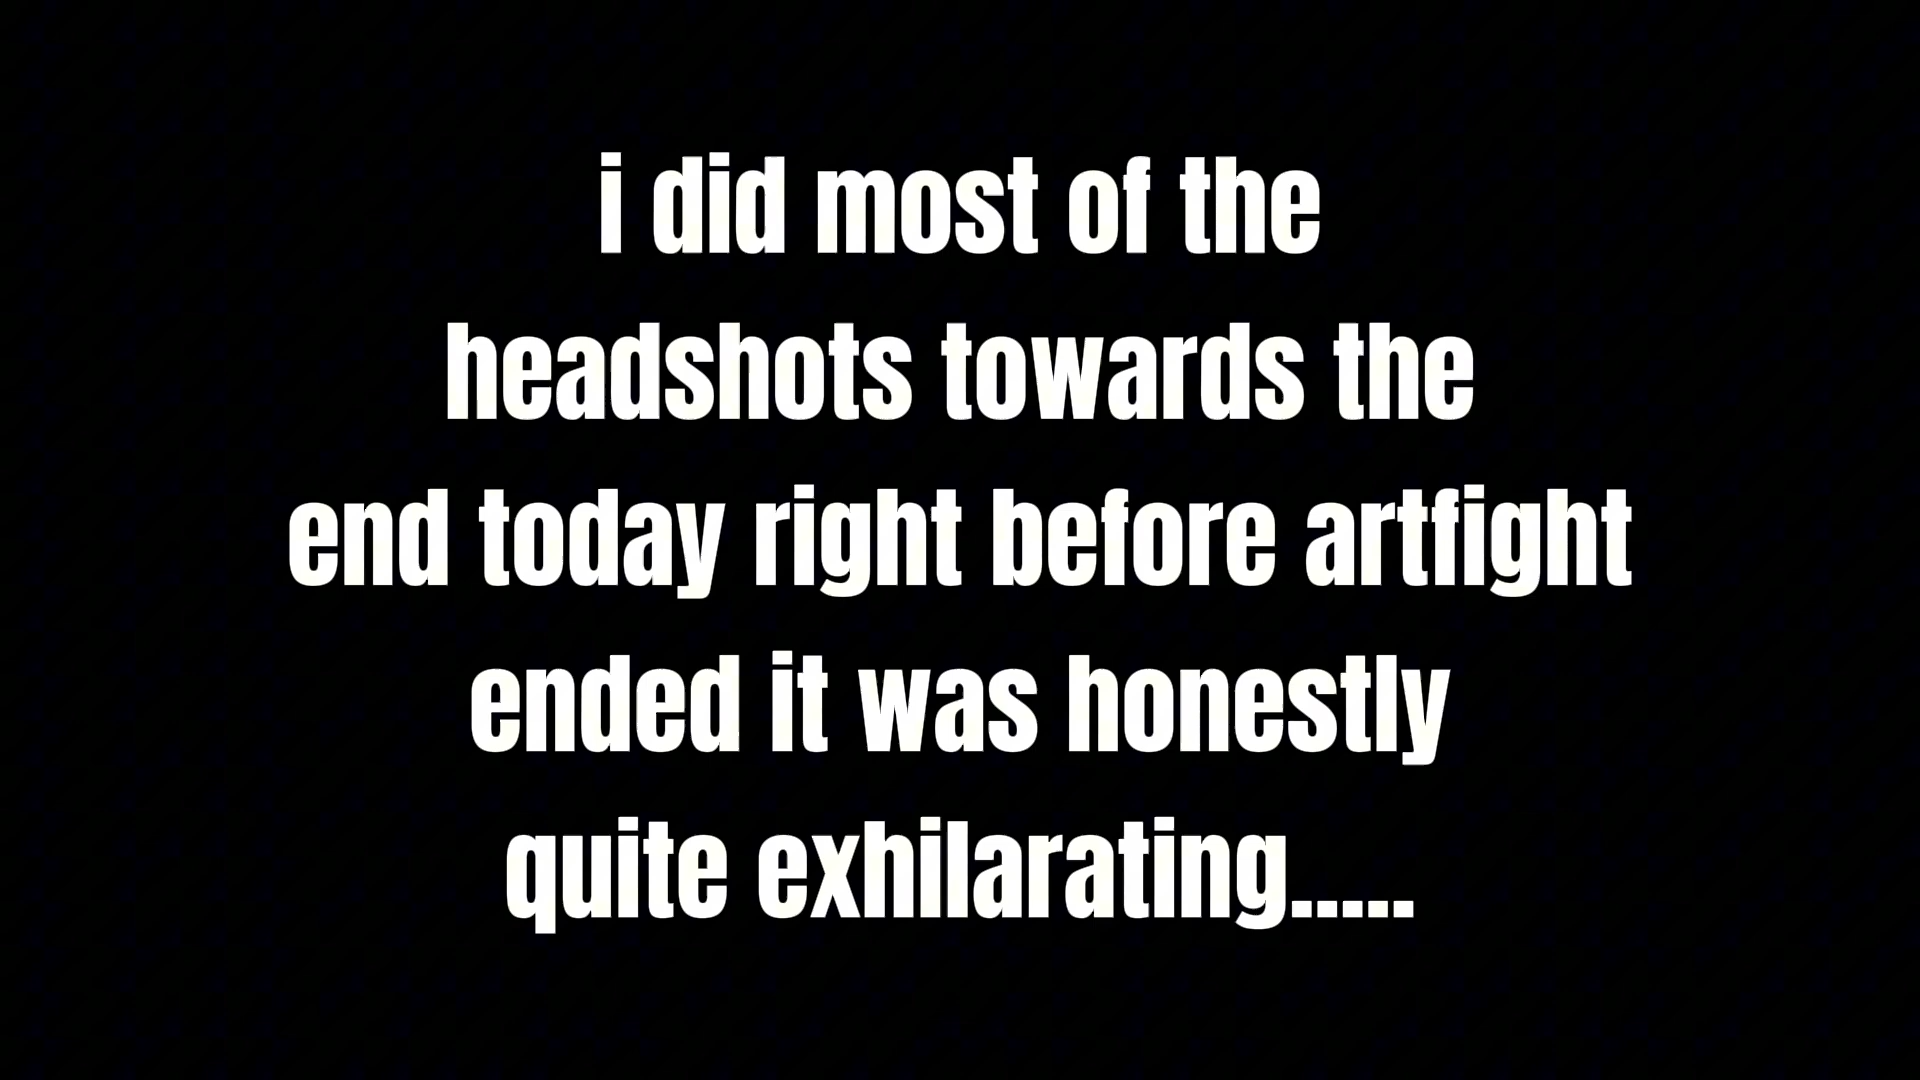 i did most of the
headshots towards the
end today right before artfight
ended it was honestly
quite exhilarating.....